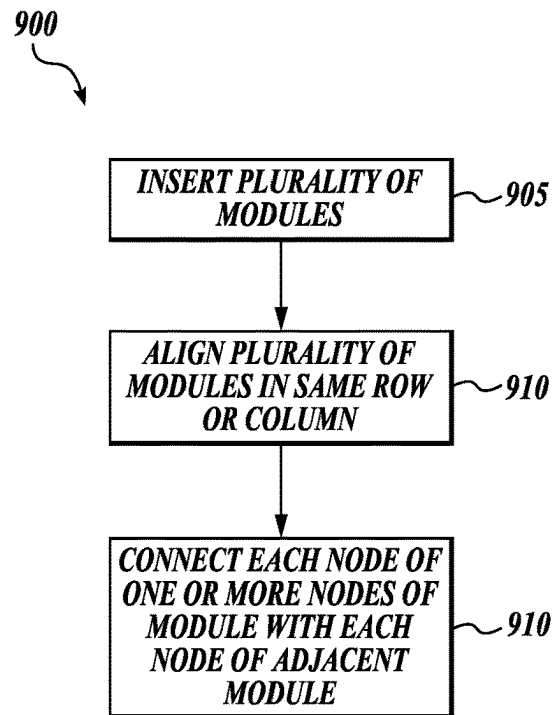 900
INSERT PLURALITY OF
MODULES
905
ALIGN PLURALITY OF
MODULES IN SAME ROW
OR COLUMN
910
CONNECT EACH NODE OF
ONE OR MORE NODES OF
MODULE WITH EACH
NODE OF ADJACENT
MODULE
910